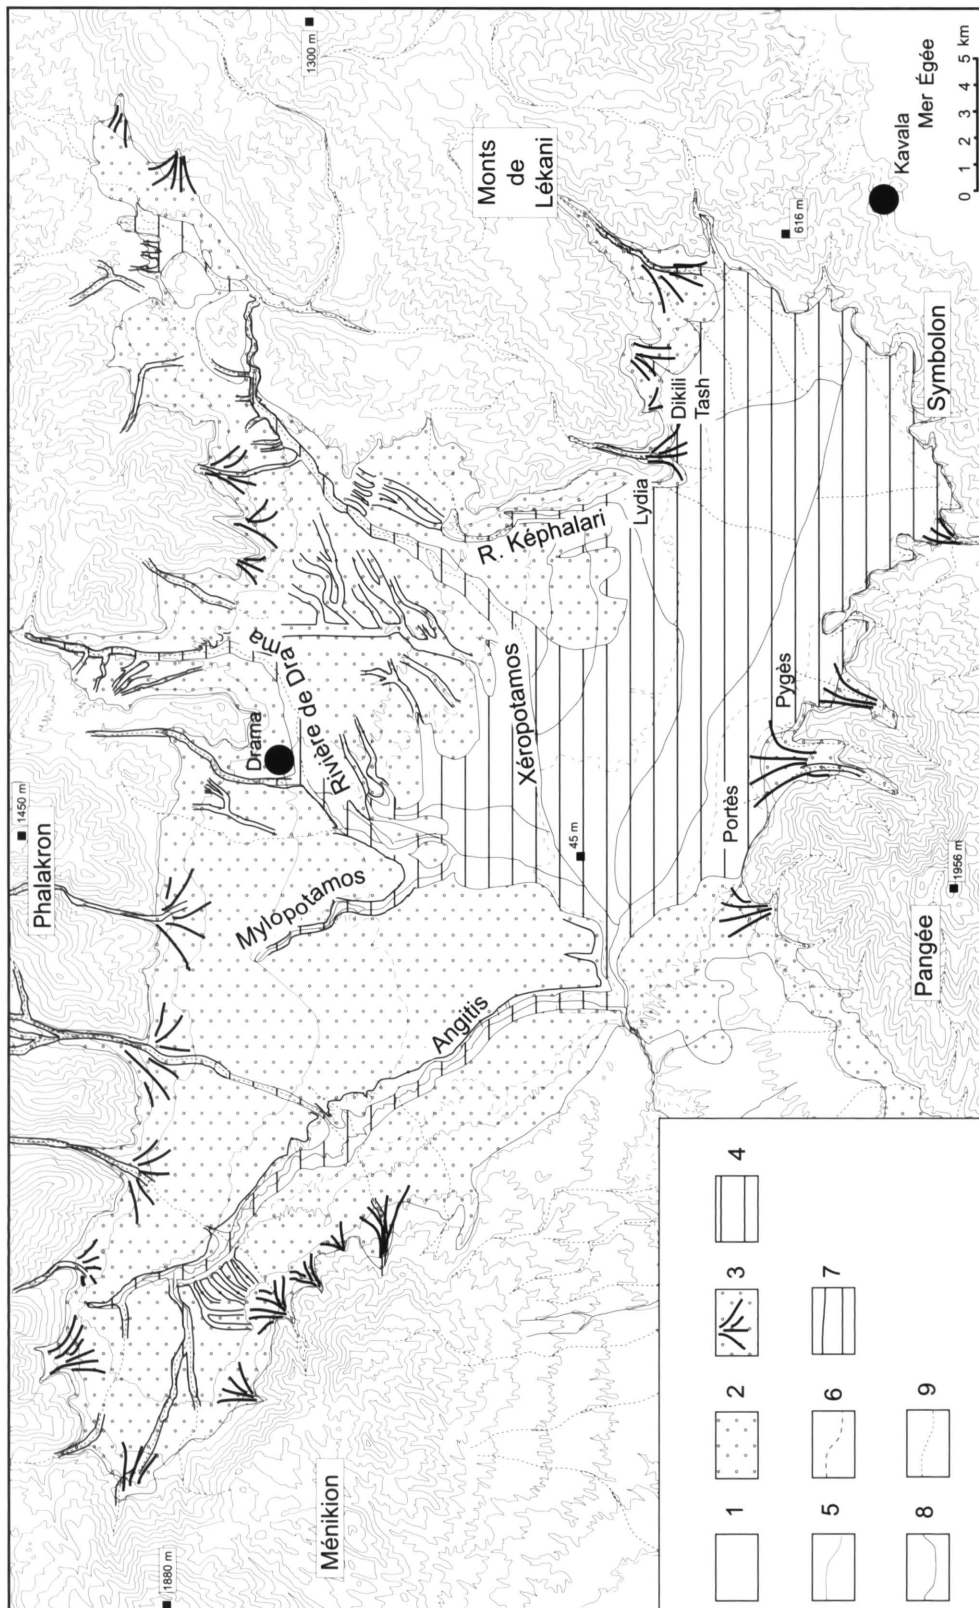 Phalakron
1450 m
1300 m
1880 m
Ménikion
Drama
Rivière de Drama
Mylopotamos
Angitis
Xéropotamos
R. Képhalari
45 m
Monts
de
Lékani
Lydia
Dikili
Tash
616 m
Portès
Pygès
Symbolon
Pangée
1956 m
Kavala
Mer Égée
0 1 2 3 4 5 km
1
2
3
4
5
6
7
8
9